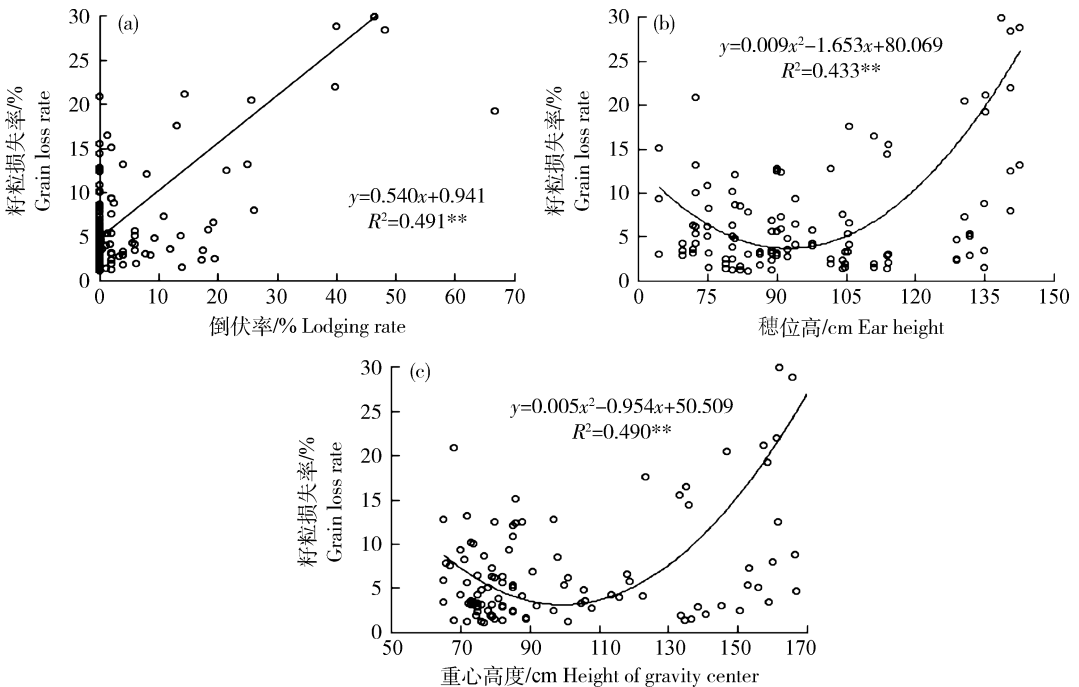 (a)
y=0.540x+0.941
R²=0.491**
籽粒损失率/%
Grain loss rate
30
25
20
15
10
5
0
0 10 20 30 40 50 60 70
倒伏率/% Lodging rate
(b)
y=0.009x²−1.653x+80.069
R²=0.433**
籽粒损失率/%
Grain loss rate
30
25
20
15
10
5
0
60 75 90 105 120 135 150
穗位高/cm Ear height
(c)
y=0.005x²−0.954x+50.509
R²=0.490**
籽粒损失率/%
Grain loss rate
30
25
20
15
10
5
0
50 70 90 110 130 150 170
重心高度/cm Height of gravity center